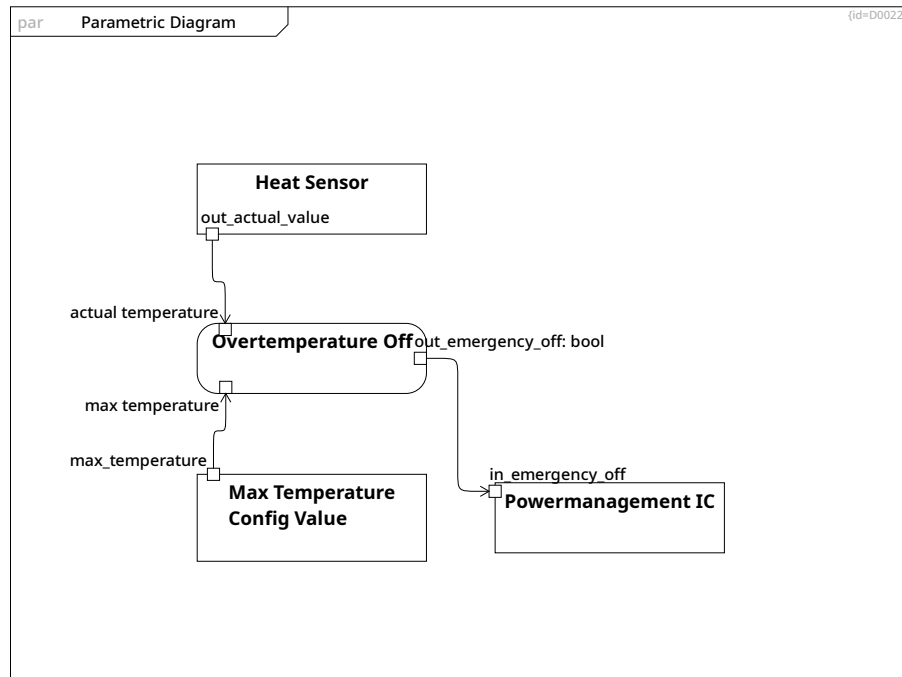 par Parametric Diagram
{id=D0022
Heat Sensor
out_actual_value
actual temperature
Overtemperature Off
out_emergency_off: bool
max temperature
max_temperature
Max Temperature
Config Value
in_emergency_off
Powermanagement IC